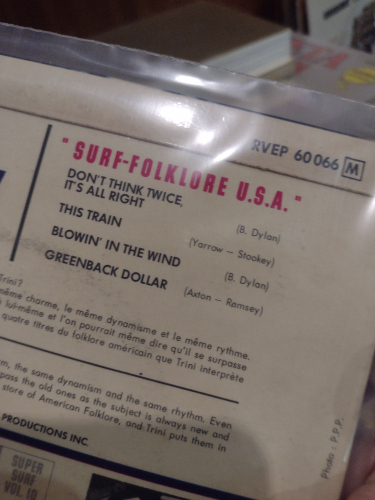 RVEP 60066 M
"SURF-FOLKLORE U.S.A."
DON'T THINK TWICE,
IT'S ALL RIGHT
(B. Dylan)
THIS TRAIN
(Yarrow – Stookey)
BLOWIN' IN THE WIND
(B. Dylan)
GREENBACK DOLLAR
(Axton – Ramsey)
Trini?
même charme, le même dynamisme et le même rythme.
lui-même et l'on pourrait même dire qu'il se surpasse
quatre titres du folklore américain que Trini interprète
the same dynamism and the same rhythm. Even
pass the old ones as the subject is always new and
store of American Folklore, and Trini puts them in
PRODUCTIONS INC.
Photo : P.P.P.
SUPER
SURF
VOL. 10